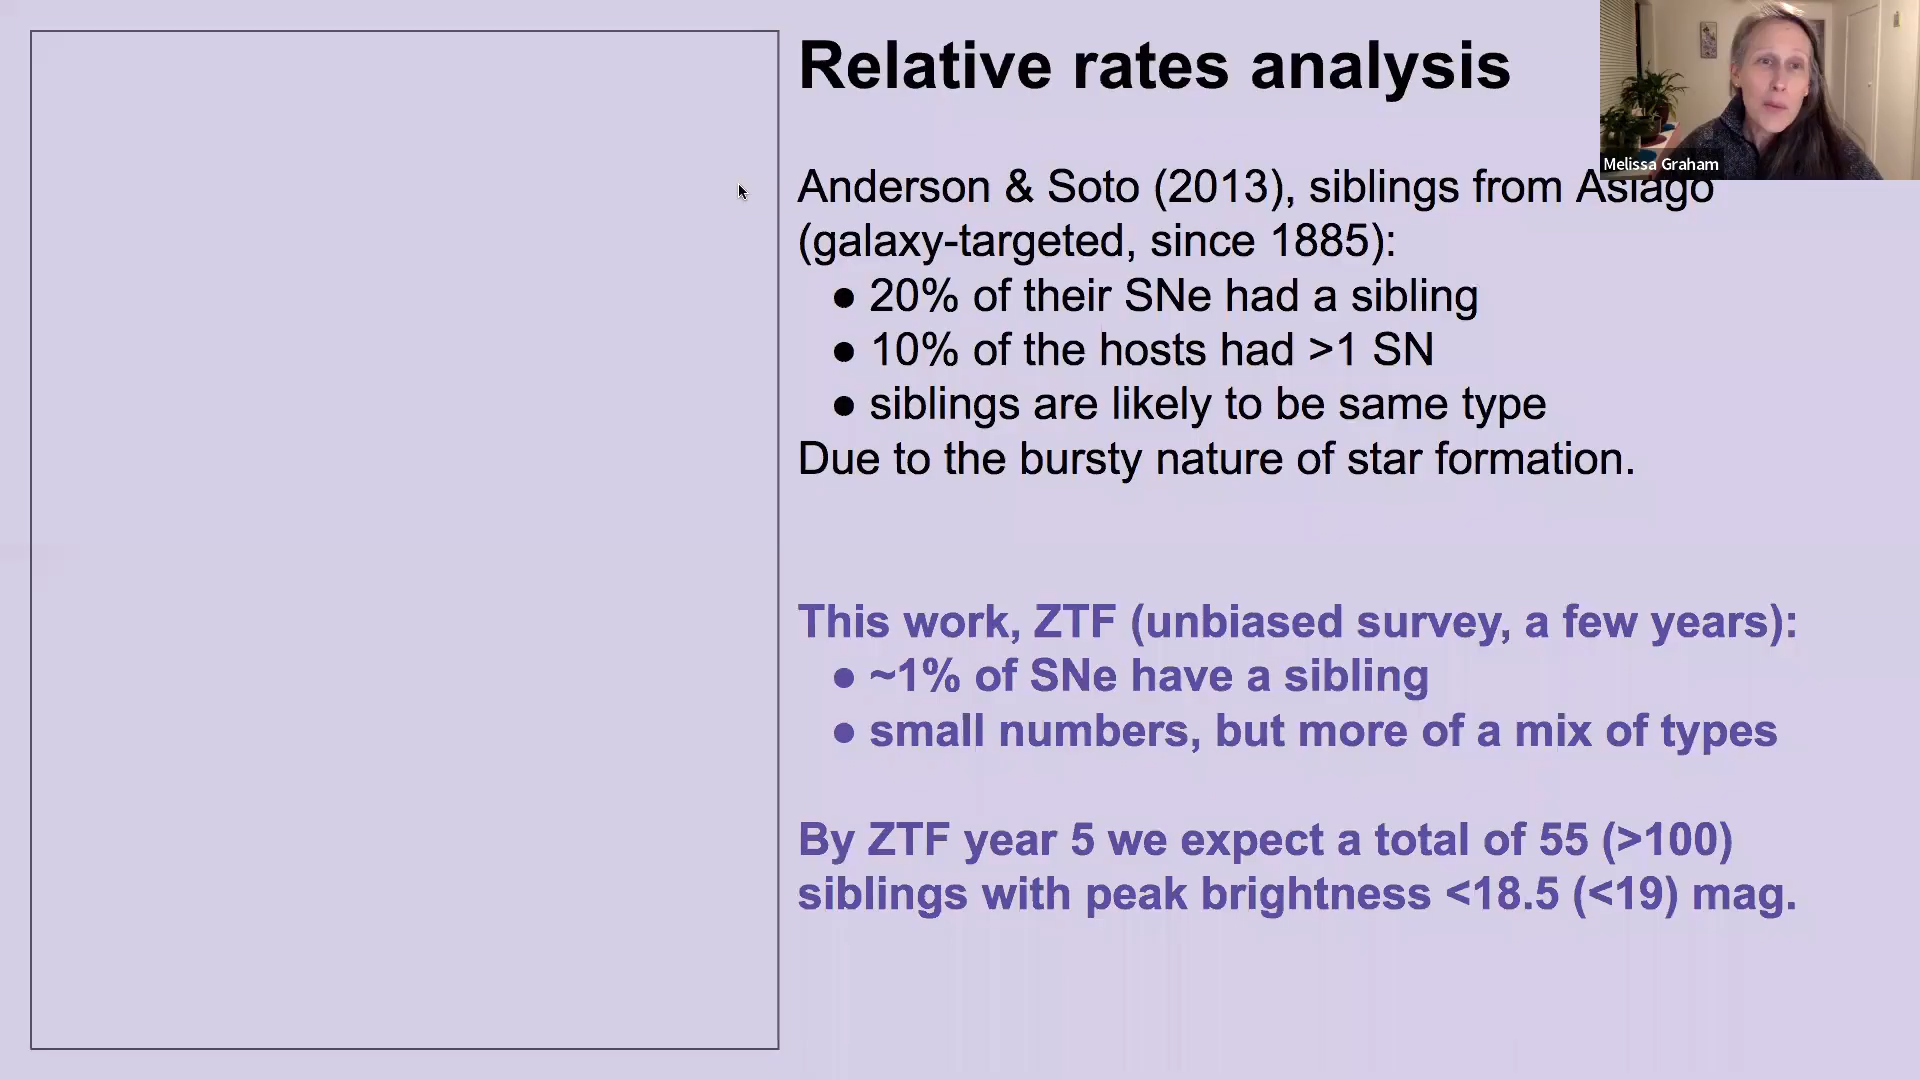 Relative rates analysis
Melissa Graham
Anderson & Soto (2013), siblings from Asiago
(galaxy-targeted, since 1885):
● 20% of their SNe had a sibling
● 10% of the hosts had >1 SN
● siblings are likely to be same type
Due to the bursty nature of star formation.
This work, ZTF (unbiased survey, a few years):
● ~1% of SNe have a sibling
● small numbers, but more of a mix of types
By ZTF year 5 we expect a total of 55 (>100)
siblings with peak brightness <18.5 (<19) mag.